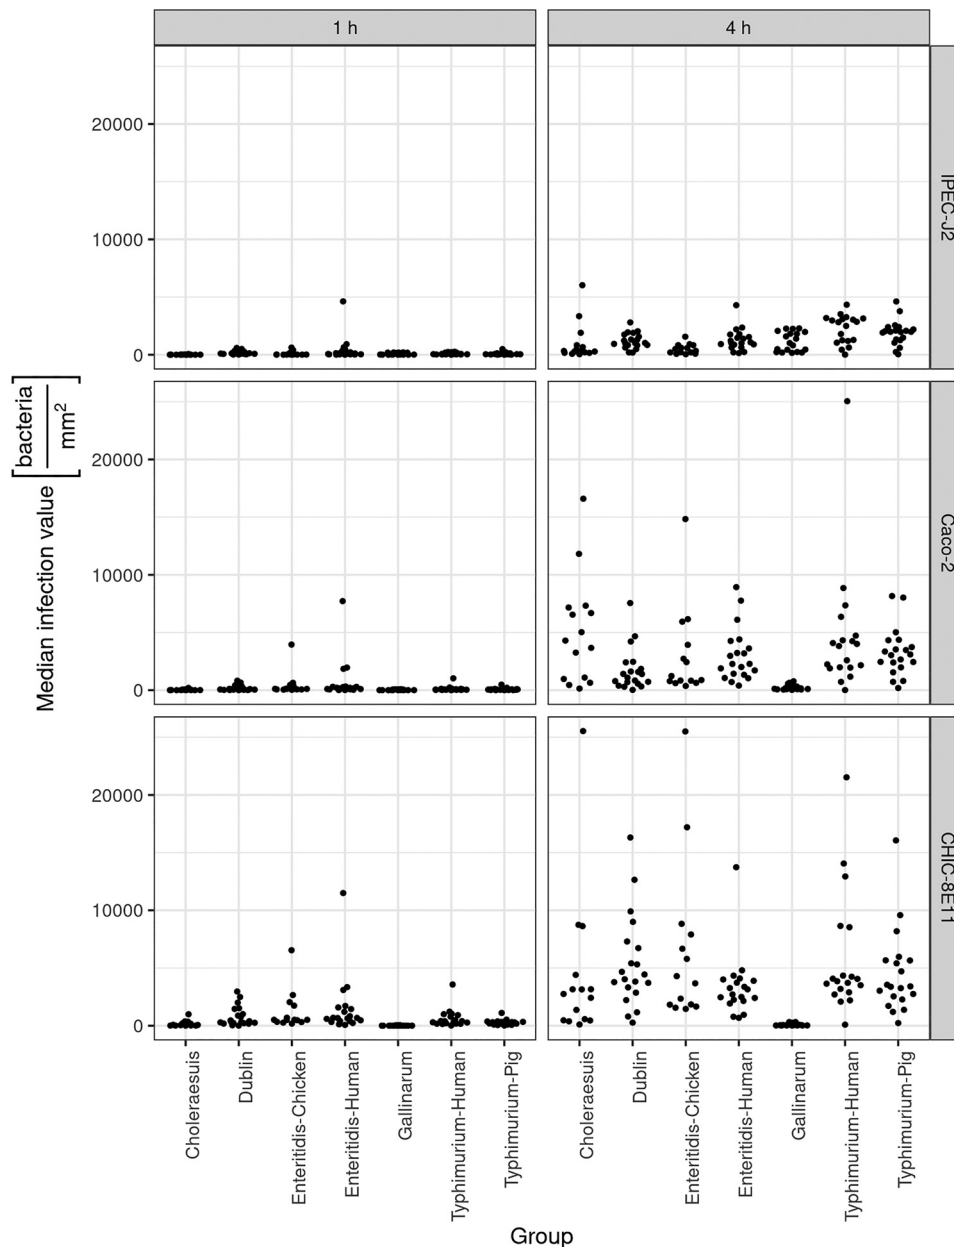 1 h
4 h
20000
10000
0
IPEC-J2
20000
10000
0
Caco-2
20000
10000
0
CHIC-8E11
Median infection value [bacteria
mm²]
Choleraesuis
Dublin
Enteritidis-Chicken
Enteritidis-Human
Gallinarum
Typhimurium-Human
Typhimurium-Pig
Choleraesuis
Dublin
Enteritidis-Chicken
Enteritidis-Human
Gallinarum
Typhimurium-Human
Typhimurium-Pig
Group